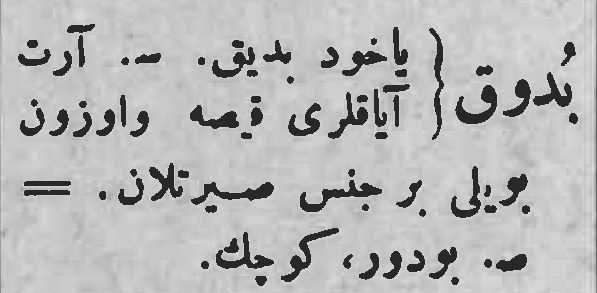 بُدوق { یاخود بدیق. –. آرت
آیاقلری قیصه واوزون
بویلی بر جنس صیرتلان. =
ص. بودور، کوچك.